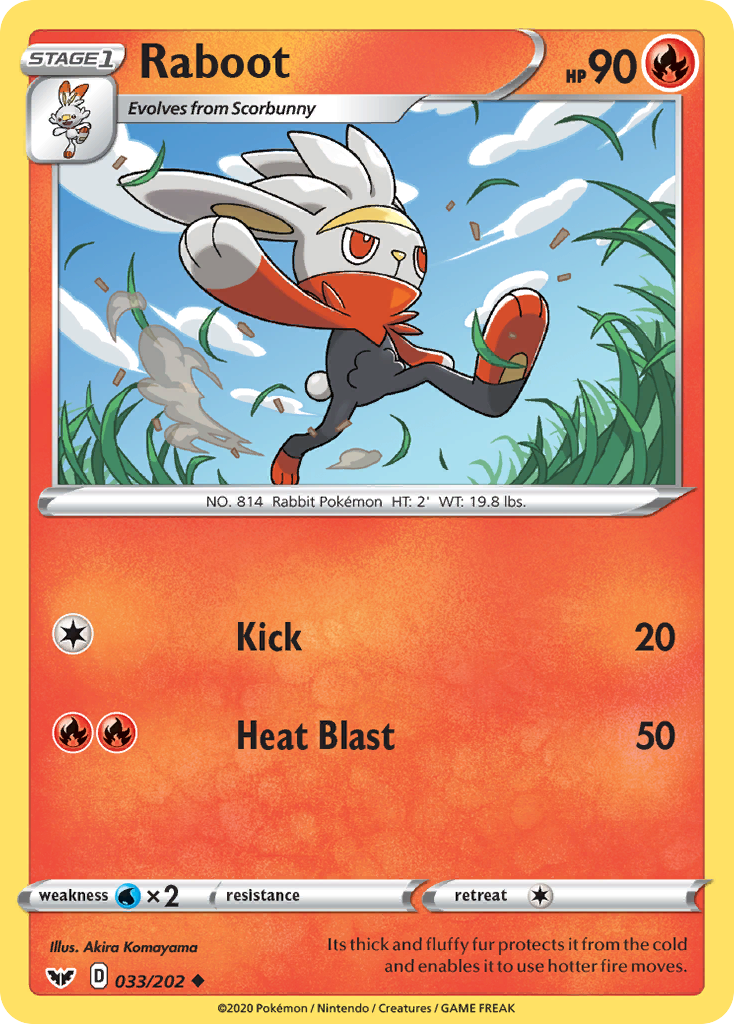 STAGE1
Raboot
HP 90
Evolves from Scorbunny
NO. 814 Rabbit Pokémon HT: 2' WT: 19.8 lbs.
Kick 20
Heat Blast 50
weakness ×2 resistance retreat
Illus. Akira Komayama
Its thick and fluffy fur protects it from the cold
and enables it to use hotter fire moves.
D 033/202
©2020 Pokémon / Nintendo / Creatures / GAME FREAK